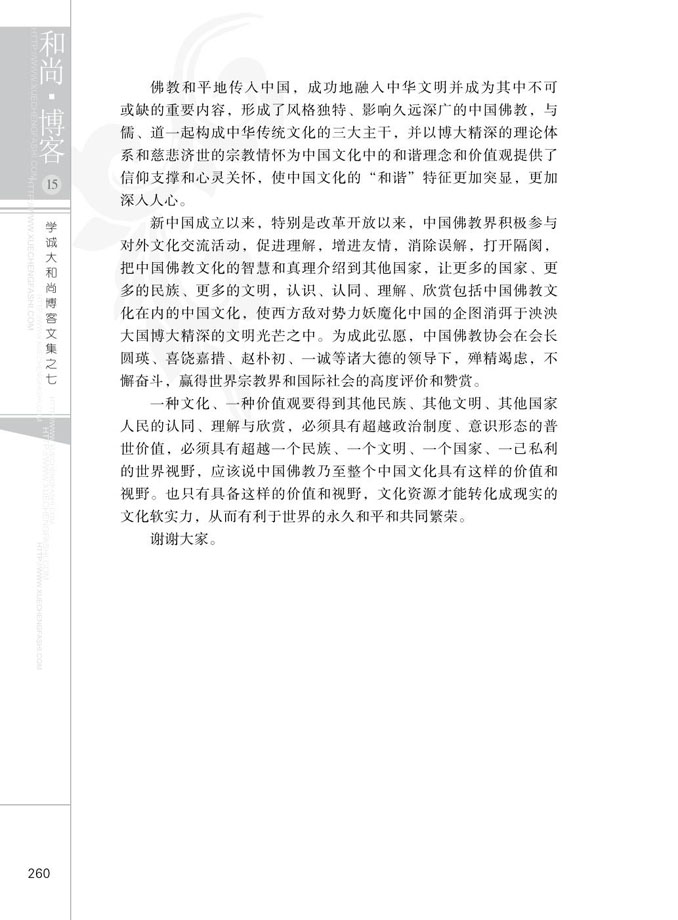 和尚·博客
15
学诚大和尚博客文集之七
佛教和平地传入中国，成功地融入中华文明并成为其中不可
或缺的重要内容，形成了风格独特、影响久远深广的中国佛教，与
儒、道一起构成中华传统文化的三大主干，并以博大精深的理论体
系和慈悲济世的宗教情怀为中国文化中的和谐理念和价值观提供了
信仰支撑和心灵关怀，使中国文化的“和谐”特征更加突显，更加
深入人心。
新中国成立以来，特别是改革开放以来，中国佛教界积极参与
对外文化交流活动，促进理解，增进友情，消除误解，打开隔阂，
把中国佛教文化的智慧和真理介绍到其他国家，让更多的国家、更
多的民族、更多的文明，认识、认同、理解、欣赏包括中国佛教文
化在内的中国文化，使西方敌对势力妖魔化中国的企图消弭于泱泱
大国博大精深的文明光芒之中。为成此弘愿，中国佛教协会在会长
圆瑛、喜饶嘉措、赵朴初、一诚等诸大德的领导下，殚精竭虑，不
懈奋斗，赢得世界宗教界和国际社会的高度评价和赞赏。
一种文化、一种价值观要得到其他民族、其他文明、其他国家
人民的认同、理解与欣赏，必须具有超越政治制度、意识形态的普
世价值，必须具有超越一个民族、一个文明、一个国家、一己私利
的世界视野，应该说中国佛教乃至整个中国文化具有这样的价值和
视野。也只有具备这样的价值和视野，文化资源才能转化成现实的
文化软实力，从而有利于世界的永久和平和共同繁荣。
谢谢大家。
260